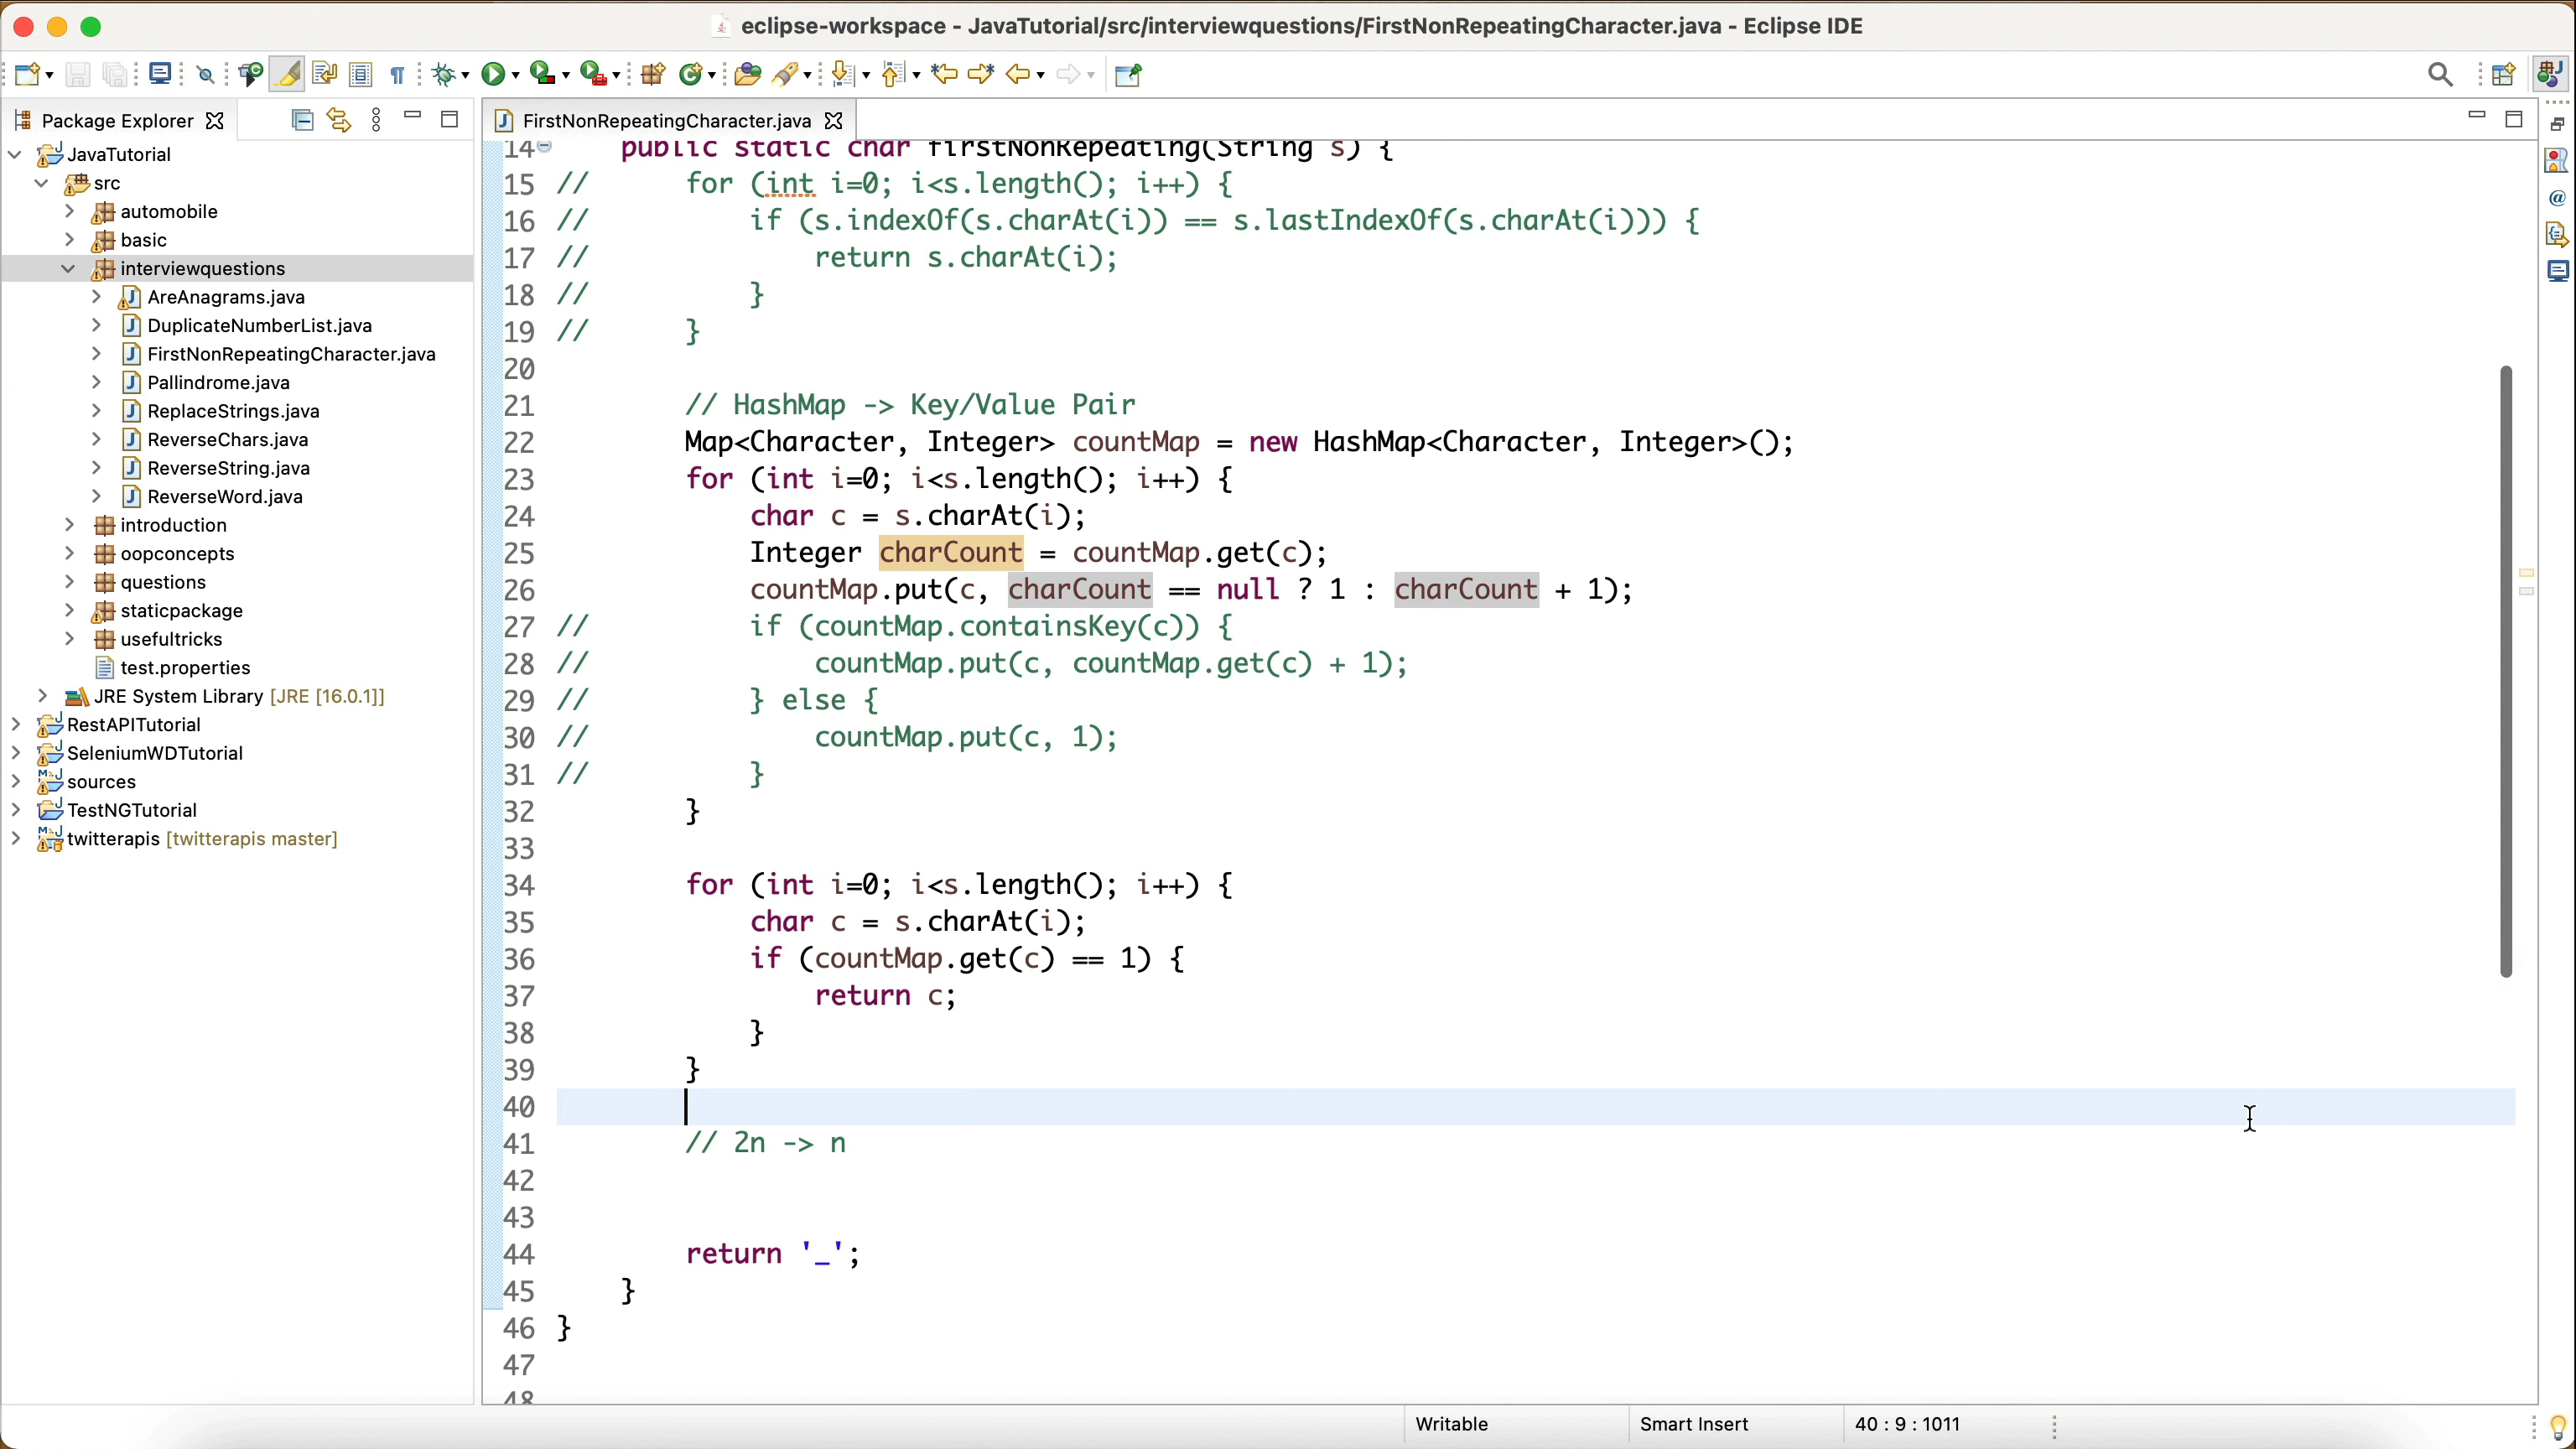 eclipse-workspace - JavaTutorial/src/interviewquestions/FirstNonRepeatingCharacter.java - Eclipse IDE
Package Explorer
FirstNonRepeatingCharacter.java
JavaTutorial
src
automobile
basic
interviewquestions
AreAnagrams.java
DuplicateNumberList.java
FirstNonRepeatingCharacter.java
Pallindrome.java
ReplaceStrings.java
ReverseChars.java
ReverseString.java
ReverseWord.java
introduction
oopconcepts
questions
staticpackage
usefultricks
test.properties
JRE System Library [JRE [16.0.1]]
RestAPITutorial
SeleniumWDTutorial
sources
TestNGTutorial
twitterapis [twitterapis master]
14 public static char firstNonRepeating(String s) {
15 // for (int i=0; i<s.length(); i++) {
16 // if (s.indexOf(s.charAt(i)) == s.lastIndexOf(s.charAt(i))) {
17 // return s.charAt(i);
18 // }
19 // }
20
21 // HashMap -> Key/Value Pair
22 Map<Character, Integer> countMap = new HashMap<Character, Integer>();
23 for (int i=0; i<s.length(); i++) {
24 char c = s.charAt(i);
25 Integer charCount = countMap.get(c);
26 countMap.put(c, charCount == null ? 1 : charCount + 1);
27 // if (countMap.containsKey(c)) {
28 // countMap.put(c, countMap.get(c) + 1);
29 // } else {
30 // countMap.put(c, 1);
31 // }
32 }
33
34 for (int i=0; i<s.length(); i++) {
35 char c = s.charAt(i);
36 if (countMap.get(c) == 1) {
37 return c;
38 }
39 }
40
41 // 2n -> n
42
43
44 return '_';
45 }
46 }
47
48
Writable
Smart Insert
40 : 9 : 1011